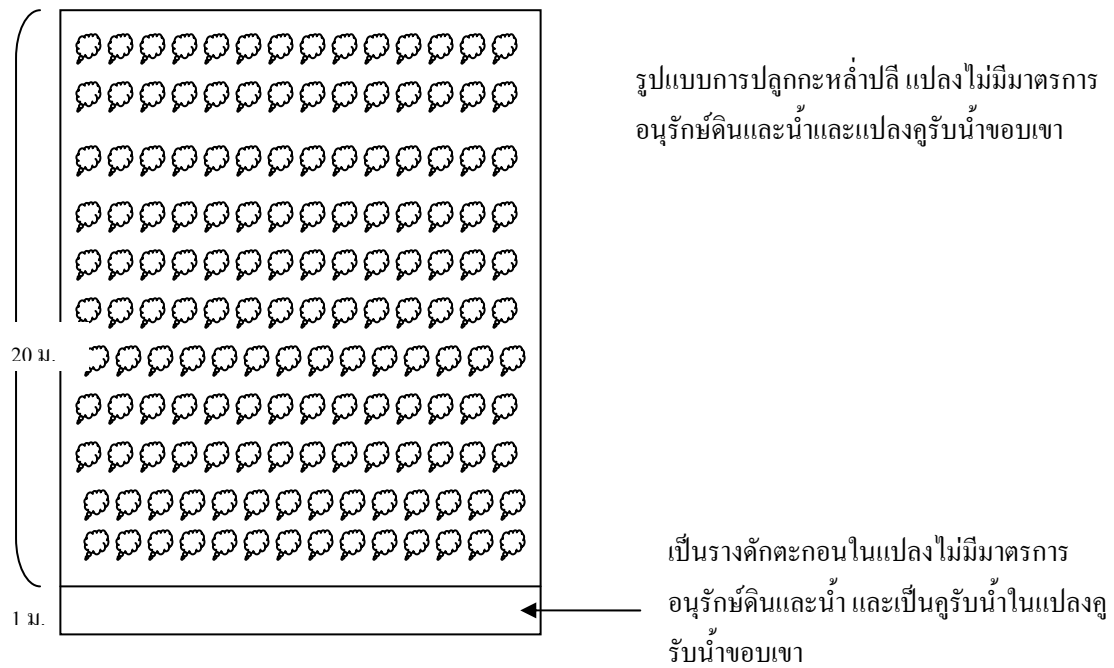 รูปแบบการปลูกกะหล่ำปลี แปลงไม่มีมาตรการ
อนุรักษ์ดินและน้ำและแปลงคูรับน้ำขอบเขา
20 ม.
เป็นรางดักตะกอนในแปลงไม่มีมาตรการ
อนุรักษ์ดินและน้ำ และเป็นคูรับน้ำในแปลงคู
รับน้ำขอบเขา
1 ม.